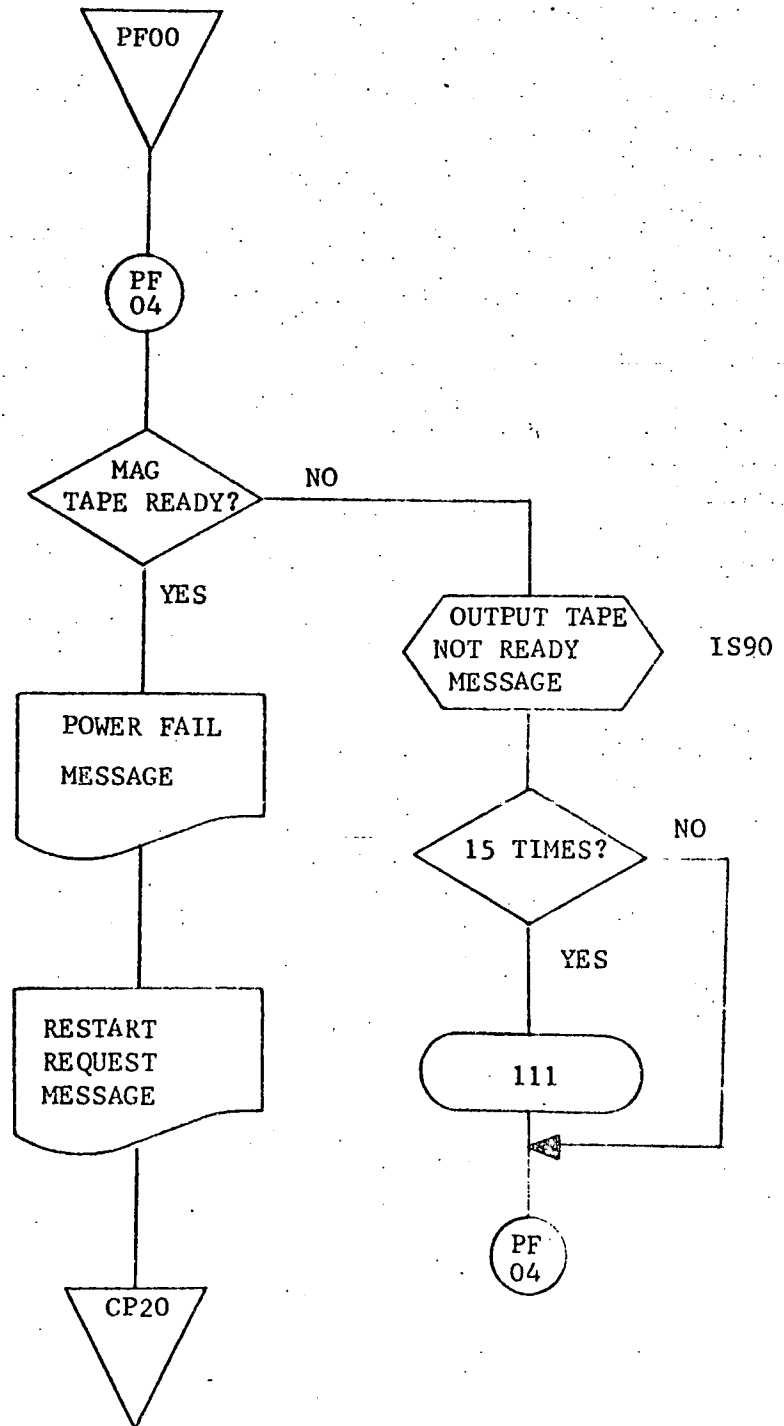 PF00
PF
04
MAG
TAPE READY?
NO
YES
OUTPUT TAPE
NOT READY
MESSAGE
IS90
POWER FAIL
MESSAGE
15 TIMES?
NO
YES
RESTART
REQUEST
MESSAGE
111
PF
04
CP20